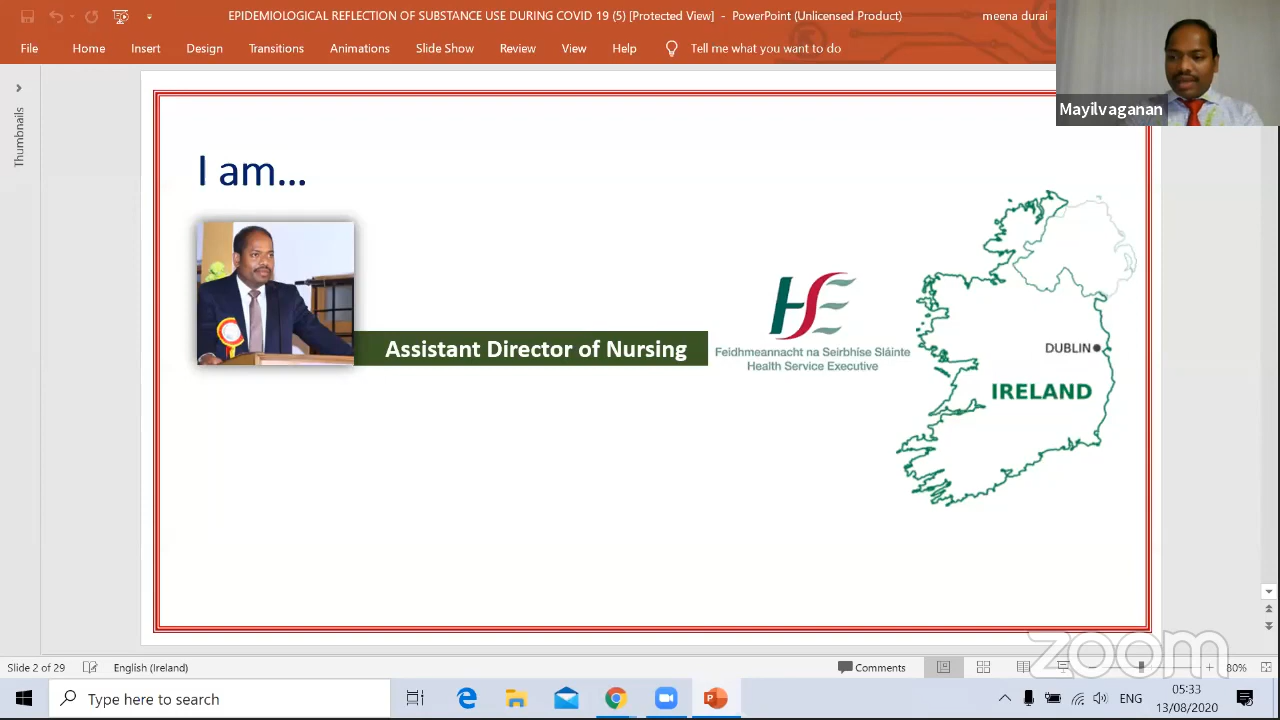 EPIDEMIOLOGICAL REFLECTION OF SUBSTANCE USE DURING COVID 19 (5) [Protected View] - PowerPoint (Unlicensed Product)
meena durai
File Home Insert Design Transitions Animations Slide Show Review View Help Tell me what you want to do
Mayilvaganan
Thumbnails
I am...
Assistant Director of Nursing
HSE
Feidhmeannacht na Seirbhíse Sláinte
Health Service Executive
DUBLIN
IRELAND
zoom
Slide 2 of 29 English (Ireland) Comments 80%
Type here to search
ENG
05:33
13/08/2020